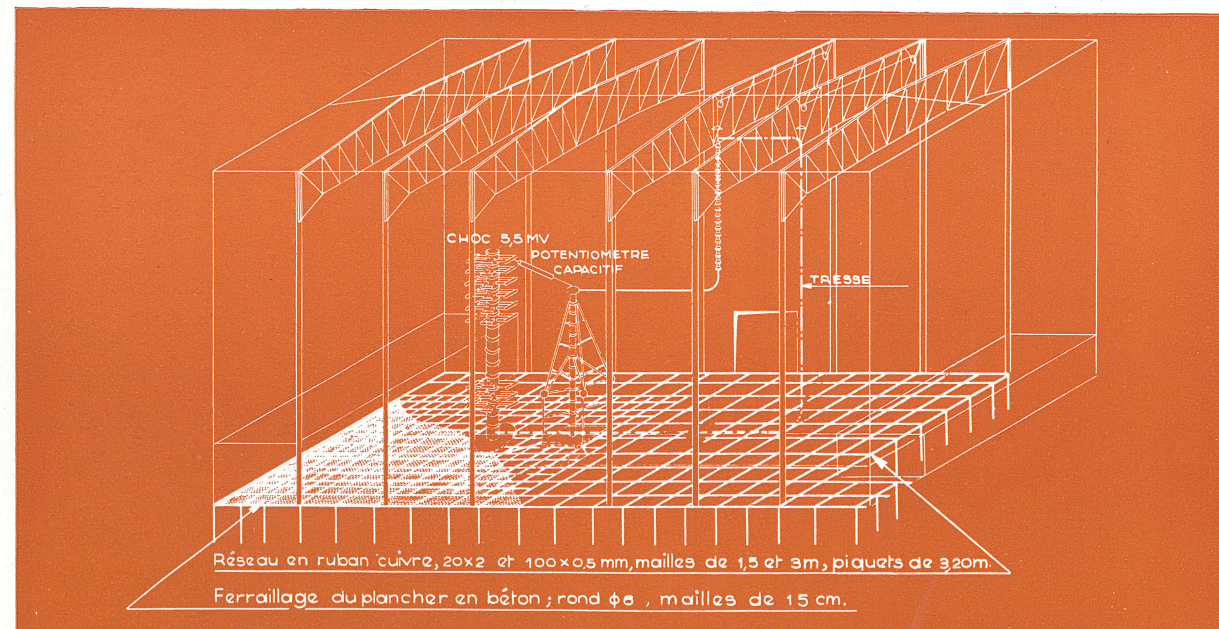 CHOC 5,5 MV
POTENTIOMETRE
CAPACITIF
TRESSE
Réseau en ruban cuivre, 20x2 et 100x0,5 mm, mailles de 1,5 et 3m, piquets de 3,20m.
Ferraillage du plancher en béton ; rond ϕ8 , mailles de 15 cm.